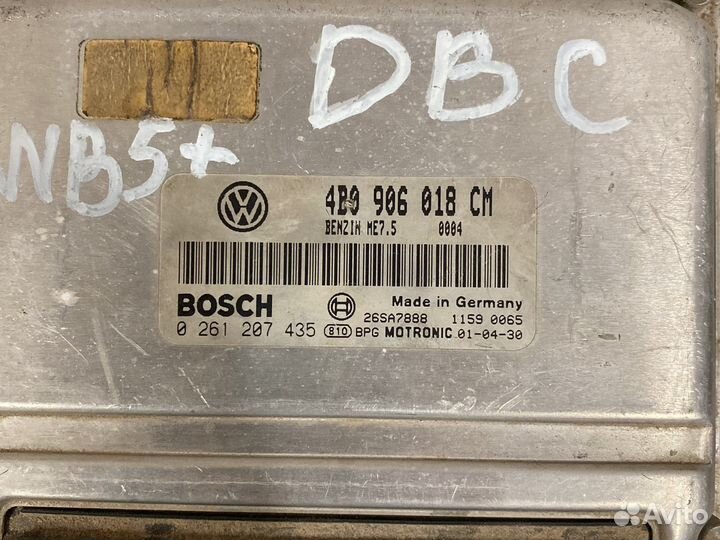 DBC
NB5+
4B0 906 018 CM
BENZIN ME7.5 0004
BOSCH
Made in Germany
26SA7888 1159 0065
0 261 207 435 810 BPG MOTRONIC 01-04-30
Avito